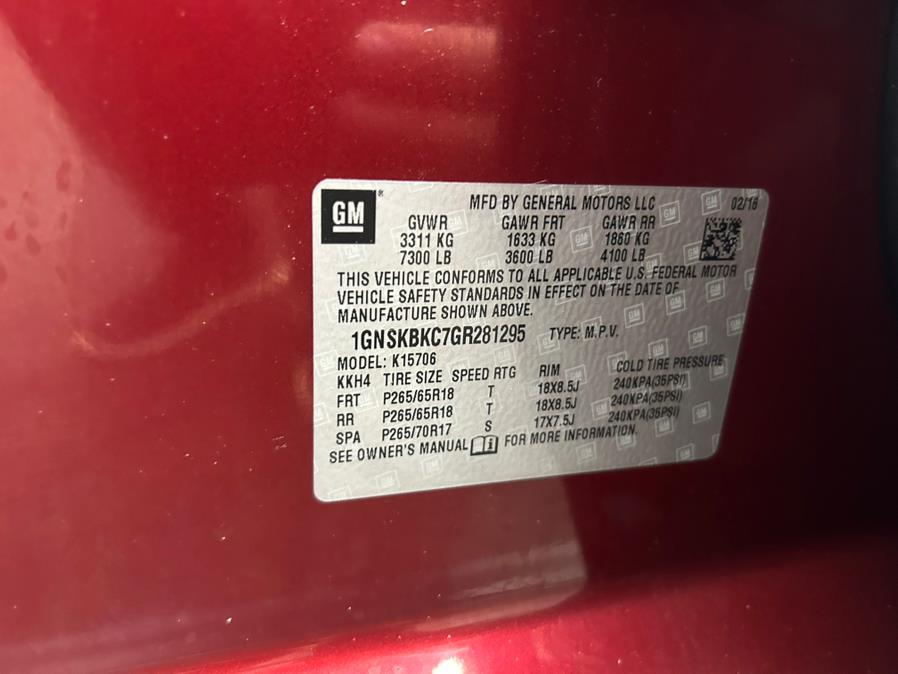 GM®
MFD BY GENERAL MOTORS LLC 02/16
GVWR GAWR FRT GAWR RR
3311 KG 1633 KG 1860 KG
7300 LB 3600 LB 4100 LB
THIS VEHICLE CONFORMS TO ALL APPLICABLE U.S. FEDERAL MOTOR
VEHICLE SAFETY STANDARDS IN EFFECT ON THE DATE OF
MANUFACTURE SHOWN ABOVE.
1GNSKBKC7GR281295 TYPE: M.P.V.
MODEL: K15706
KKH4 TIRE SIZE SPEED RTG RIM COLD TIRE PRESSURE
FRT P265/65R18 T 18X8.5J 240KPA(35PSI)
RR P265/65R18 T 18X8.5J 240KPA(35PSI)
SPA P265/70R17 S 17X7.5J 240KPA(35PSI)
SEE OWNER'S MANUAL i FOR MORE INFORMATION.